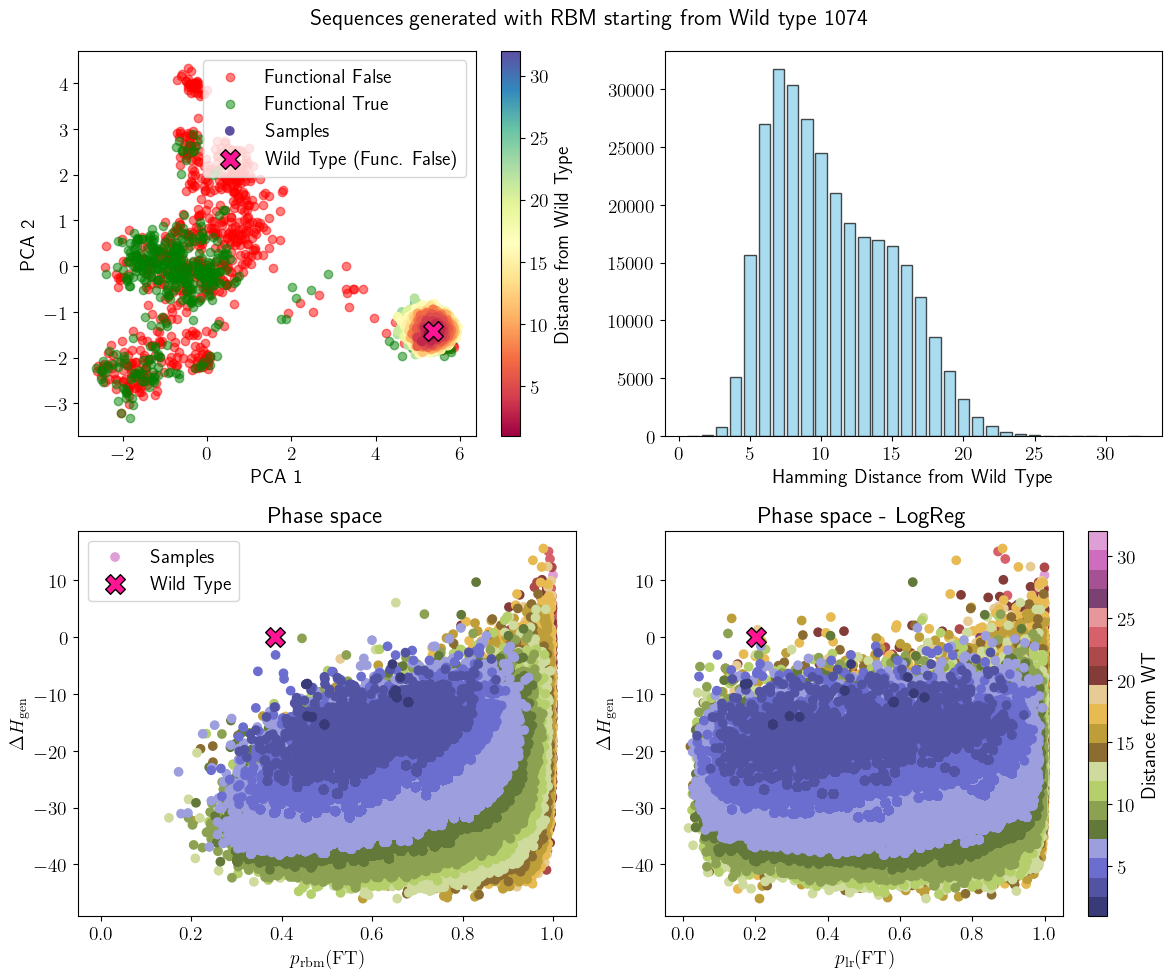 Sequences generated with RBM starting from Wild type 1074
Functional False
Functional True
Samples
Wild Type (Func. False)
4
3
2
1
0
−1
−2
−3
PCA 2
−2 0 2 4 6
PCA 1
30
25
20
15
10
5
Distance from Wild Type
30000
25000
20000
15000
10000
5000
0
0 5 10 15 20 25 30
Hamming Distance from Wild Type
Phase space
Samples
Wild Type
10
0
−10
−20
−30
−40
ΔH_gen
0.0 0.2 0.4 0.6 0.8 1.0
p_rbm(FT)
Phase space - LogReg
10
0
−10
−20
−30
−40
ΔH_gen
0.0 0.2 0.4 0.6 0.8 1.0
p_lr(FT)
30
25
20
15
10
5
Distance from WT